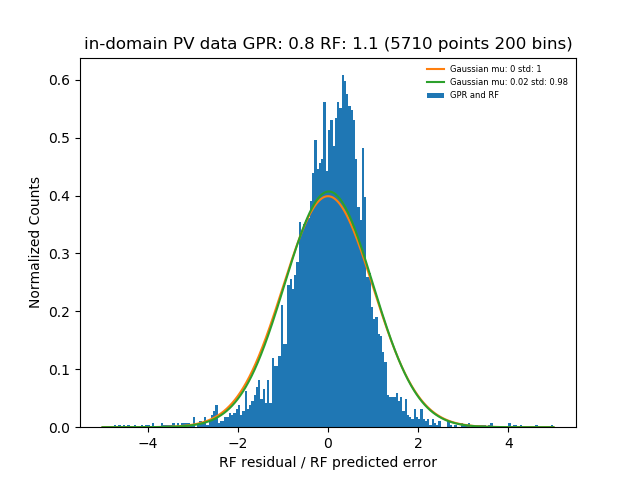 in-domain PV data GPR: 0.8 RF: 1.1 (5710 points 200 bins)
Gaussian mu: 0 std: 1
Gaussian mu: 0.02 std: 0.98
GPR and RF
Normalized Counts
0.6
0.5
0.4
0.3
0.2
0.1
0.0
−4 −2 0 2 4
RF residual / RF predicted error